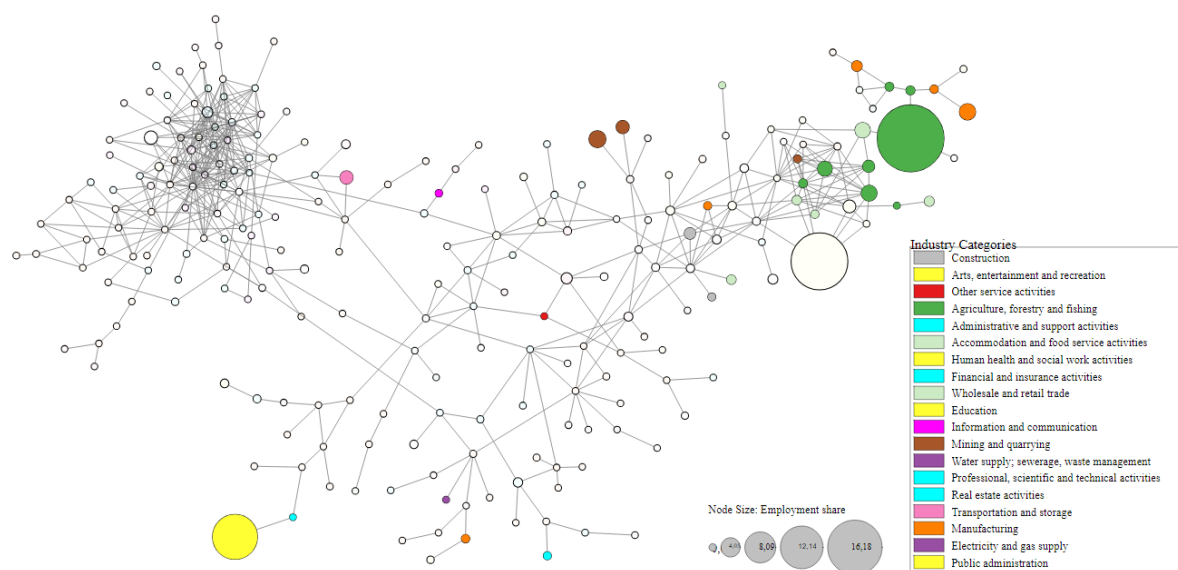 Industry Categories
Construction
Arts, entertainment and recreation
Other service activities
Agriculture, forestry and fishing
Administrative and support activities
Accommodation and food service activities
Human health and social work activities
Financial and insurance activities
Wholesale and retail trade
Education
Information and communication
Mining and quarrying
Water supply; sewerage, waste management
Professional, scientific and technical activities
Real estate activities
Transportation and storage
Manufacturing
Electricity and gas supply
Public administration
Node Size: Employment share
8,09 12,14 16,18